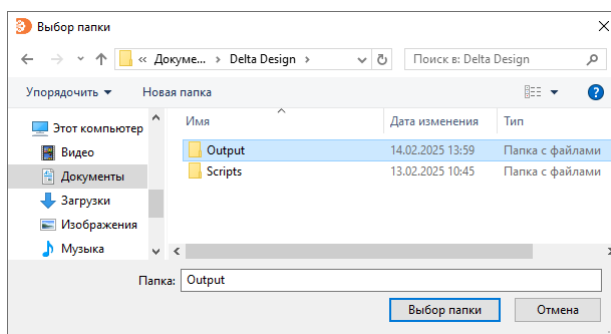 Выбор папки
« Докуме... › Delta Design ›
Поиск в: Delta Design
Упорядочить
Новая папка
Имя
Дата изменения
Тип
Этот компьютер
Видео
Документы
Загрузки
Изображения
Музыка
Output 14.02.2025 13:59 Папка с файлами
Scripts 13.02.2025 10:45 Папка с файлами
Папка: Output
Выбор папки
Отмена